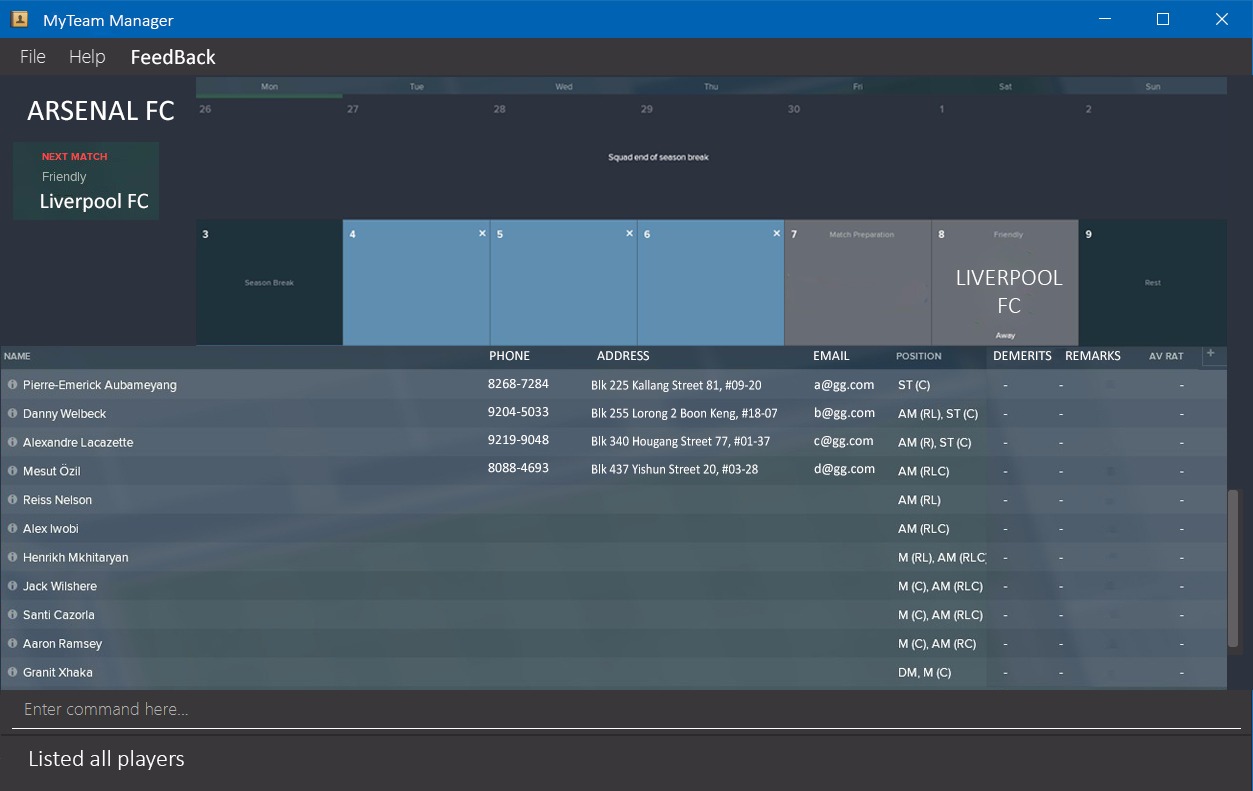 MyTeam Manager
File Help FeedBack
ARSENAL FC
NEXT MATCH
Friendly
Liverpool FC
Mon Tue Wed Thu Fri Sat Sun
26 27 28 29 30 1 2
Squad end of season break
3 4 × 5 × 6 × 7 Match Preparation 8 Friendly 9
Season Break
LIVERPOOL
FC
Rest
Away
NAME PHONE ADDRESS EMAIL POSITION DEMERITS REMARKS AV RAT +
Pierre-Emerick Aubameyang 8268-7284 Blk 225 Kallang Street 81, #09-20 a@gg.com ST (C) - - -
Danny Welbeck 9204-5033 Blk 255 Lorong 2 Boon Keng, #18-07 b@gg.com AM (RL), ST (C) - - -
Alexandre Lacazette 9219-9048 Blk 340 Hougang Street 77, #01-37 c@gg.com AM (R), ST (C) - - -
Mesut Özil 8088-4693 Blk 437 Yishun Street 20, #03-28 d@gg.com AM (RLC) - - -
Reiss Nelson AM (RL) - - -
Alex Iwobi AM (RLC) - - -
Henrikh Mkhitaryan M (RL), AM (RLC - - -
Jack Wilshere M (C), AM (RLC) - - -
Santi Cazorla M (C), AM (RLC) - - -
Aaron Ramsey M (C), AM (RC) - - -
Granit Xhaka DM, M (C) - - -
Enter command here...
Listed all players